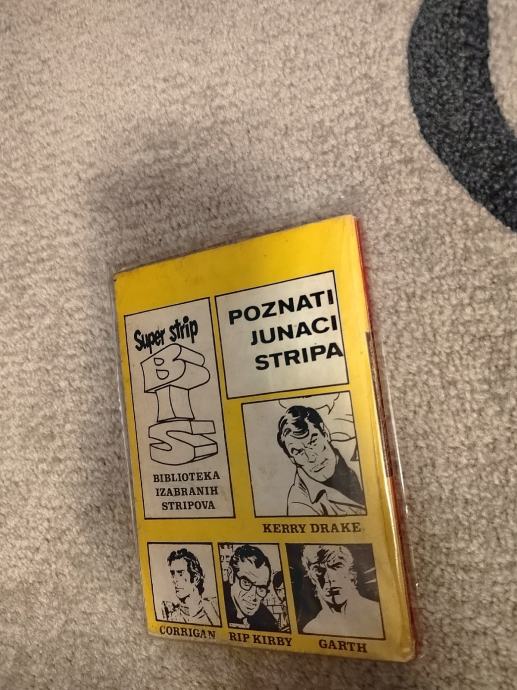 Super strip
BIS
BIBLIOTEKA
IZABRANIH
STRIPOVA
POZNATI
JUNACI
STRIPA
KERRY DRAKE
CORRIGAN
RIP KIRBY
GARTH